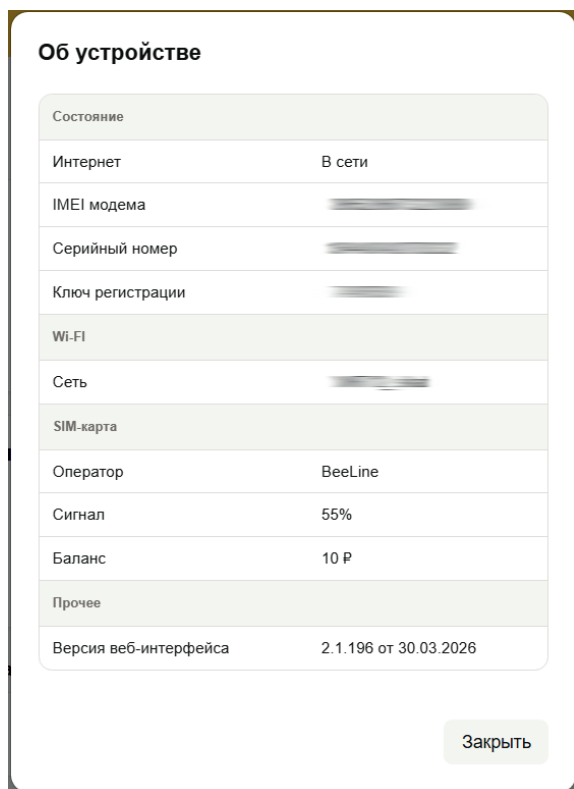 Об устройстве
Состояние
Интернет В сети
IMEI модема
Серийный номер
Ключ регистрации
Wi-FI
Сеть
SIM-карта
Оператор BeeLine
Сигнал 55%
Баланс 10 ₽
Прочее
Версия веб-интерфейса 2.1.196 от 30.03.2026
Закрыть